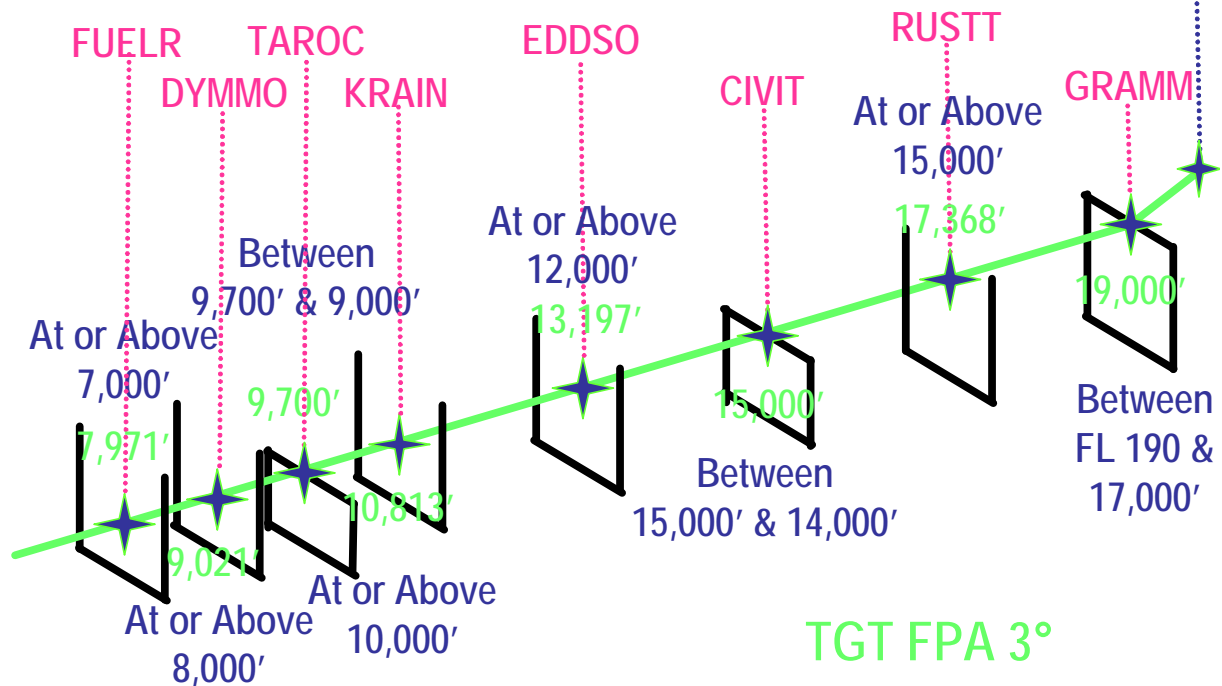 FUELR
TAROC
EDDSO
RUSTT
DYMMO
KRAIN
CIVIT
GRAMM
At or Above
15,000’
17,368’
At or Above
12,000’
13,197’
Between
9,700’ & 9,000’
19,000’
At or Above
7,000’
9,700’
15,000’
7,971’
Between
FL 190 &
17,000’
Between
15,000’ & 14,000’
10,813’
9,021’
At or Above
10,000’
At or Above
8,000’
TGT FPA 3°